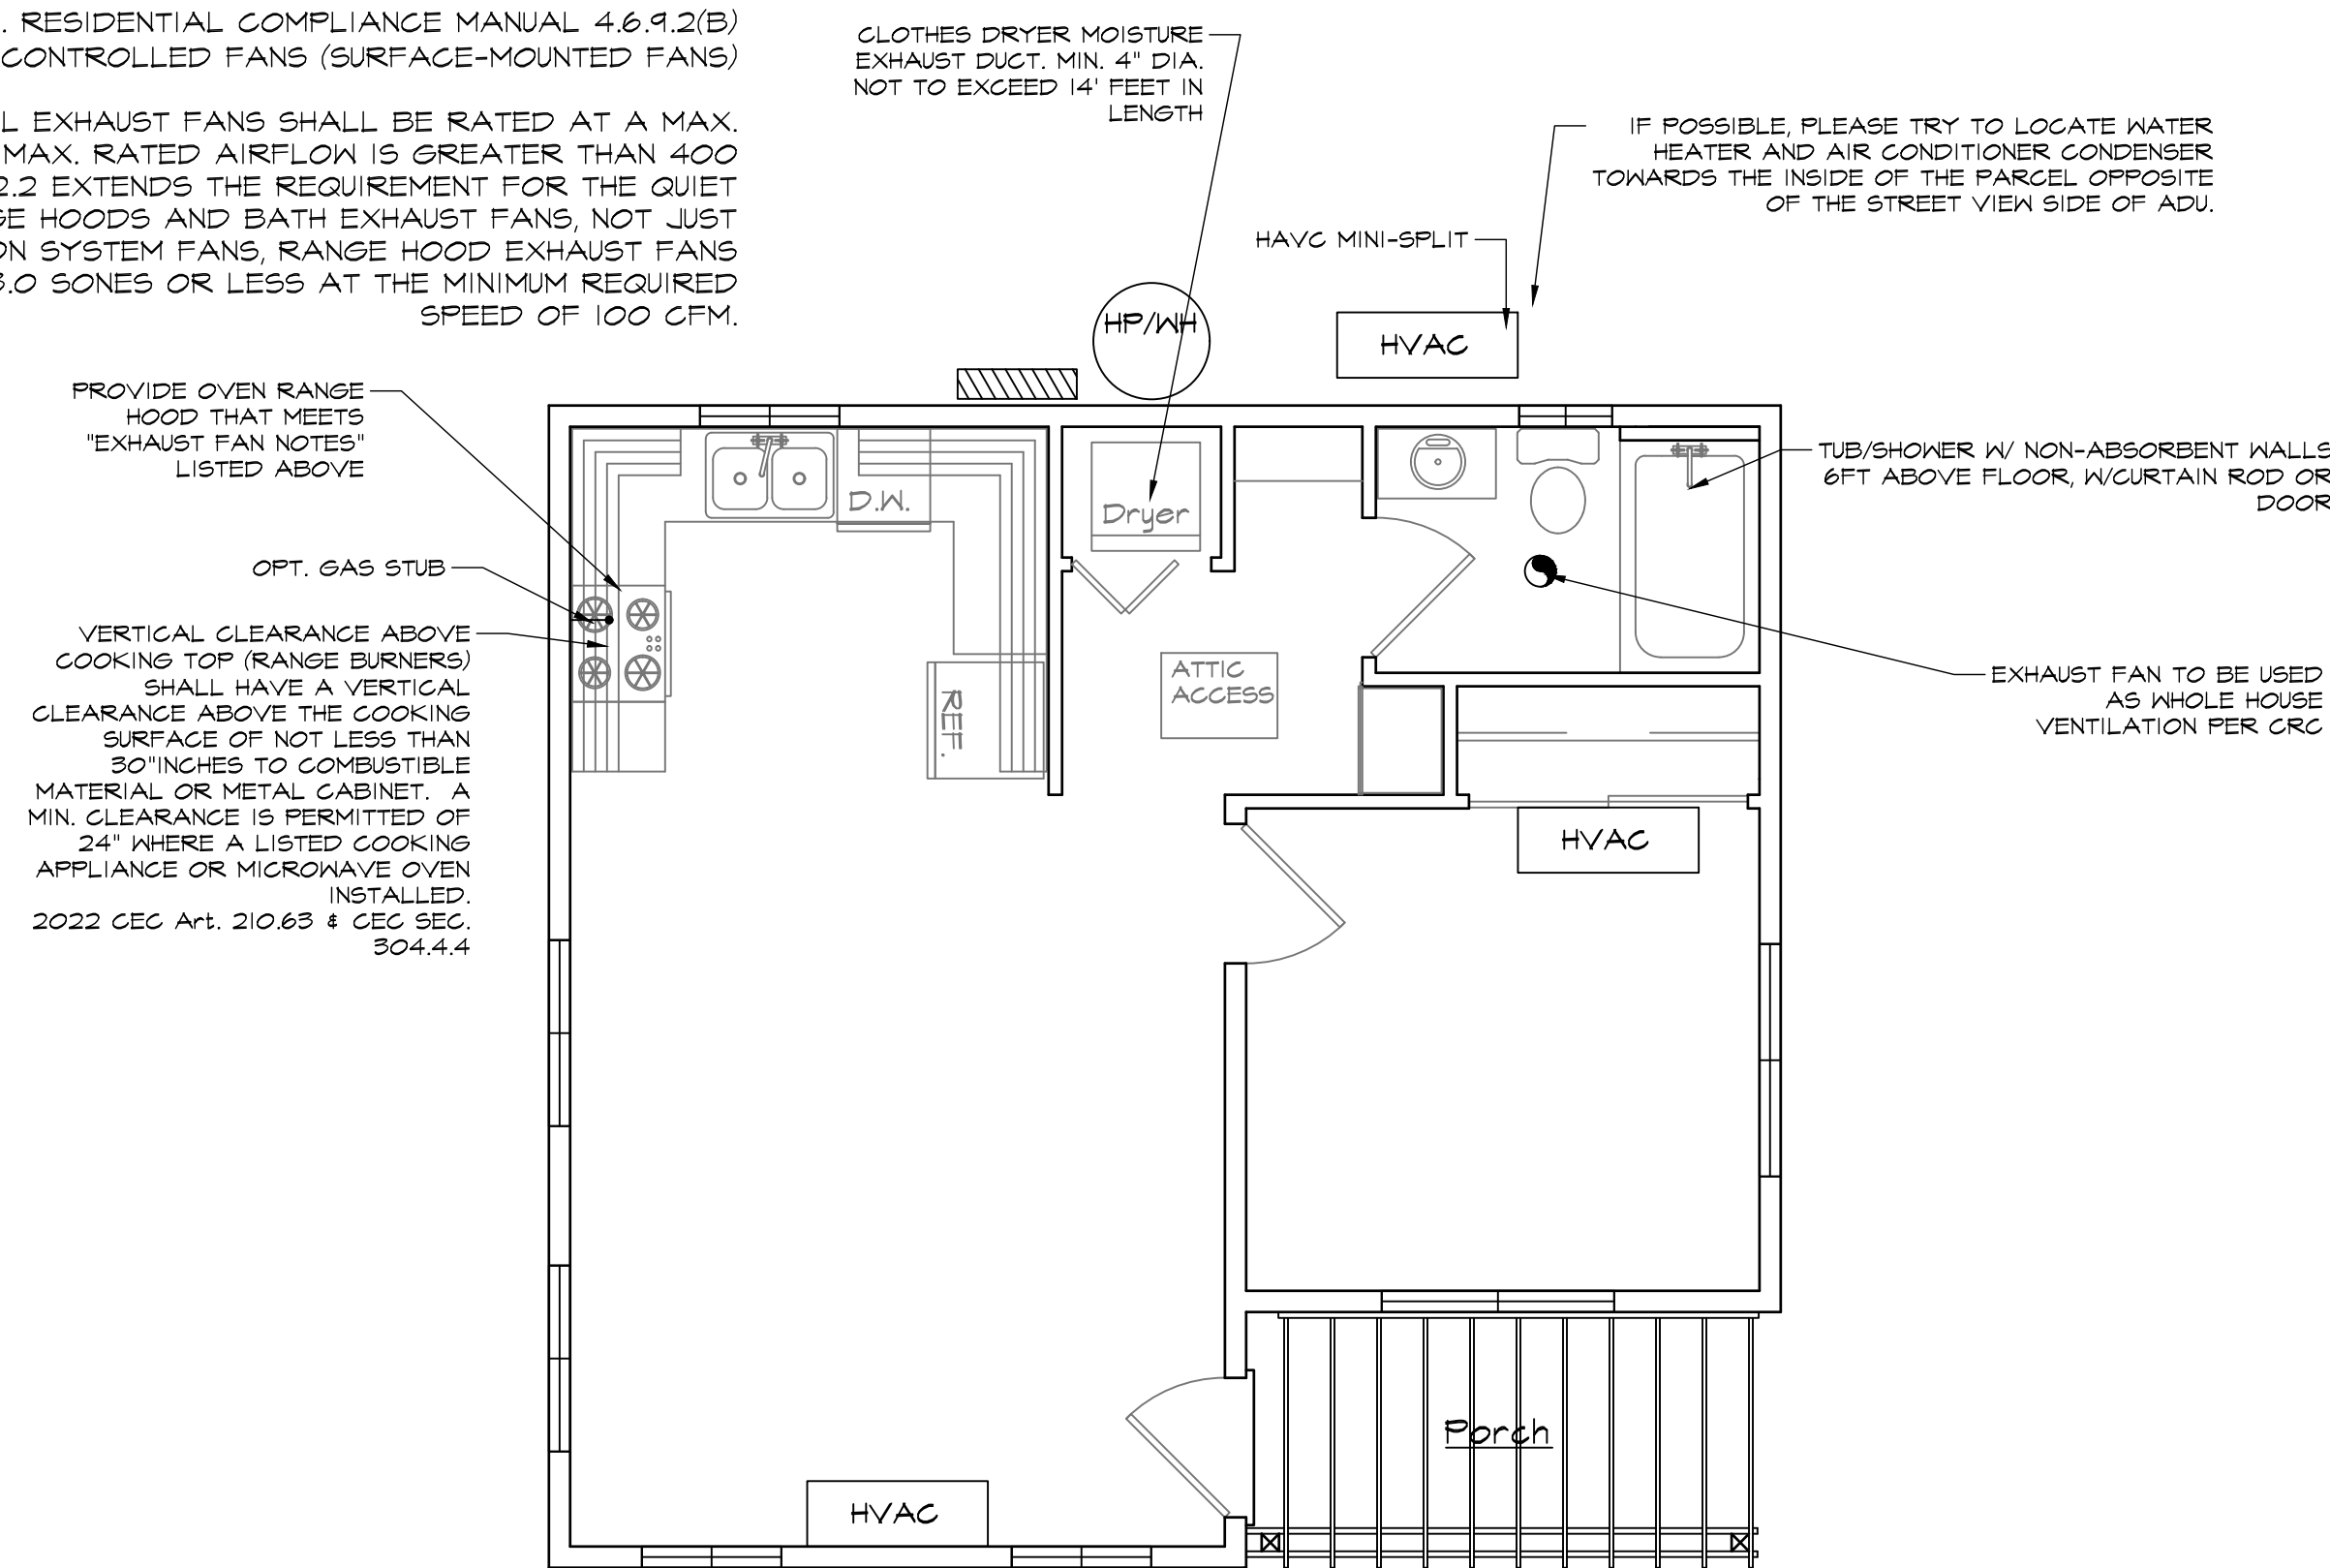 . RESIDENTIAL COMPLIANCE MANUAL 4.6.9.2(B)
CONTROLLED FANS (SURFACE-MOUNTED FANS)
L EXHAUST FANS SHALL BE RATED AT A MAX.
MAX. RATED AIRFLOW IS GREATER THAN 400
2.2 EXTENDS THE REQUIREMENT FOR THE QUIET
GE HOODS AND BATH EXHAUST FANS, NOT JUST
ON SYSTEM FANS, RANGE HOOD EXHAUST FANS
3.0 SONES OR LESS AT THE MINIMUM REQUIRED
SPEED OF 100 CFM.
CLOTHES DRYER MOISTURE
EXHAUST DUCT. MIN. 4" DIA.
NOT TO EXCEED 14' FEET IN
LENGTH
IF POSSIBLE, PLEASE TRY TO LOCATE WATER
HEATER AND AIR CONDITIONER CONDENSER
TOWARDS THE INSIDE OF THE PARCEL OPPOSITE
OF THE STREET VIEW SIDE OF ADU.
HAVC MINI-SPLIT
HP/WH
HVAC
PROVIDE OVEN RANGE
HOOD THAT MEETS
"EXHAUST FAN NOTES"
LISTED ABOVE
TUB/SHOWER W/ NON-ABSORBENT WALLS
6FT ABOVE FLOOR, W/CURTAIN ROD OR
DOOR
D.W.
Dryer
OPT. GAS STUB
VERTICAL CLEARANCE ABOVE
COOKING TOP (RANGE BURNERS)
SHALL HAVE A VERTICAL
CLEARANCE ABOVE THE COOKING
SURFACE OF NOT LESS THAN
30"INCHES TO COMBUSTIBLE
MATERIAL OR METAL CABINET. A
MIN. CLEARANCE IS PERMITTED OF
24" WHERE A LISTED COOKING
APPLIANCE OR MICROWAVE OVEN
INSTALLED.
2022 CEC Art. 210.63 & CEC SEC.
304.4.4
REF.
ATTIC
ACCESS
EXHAUST FAN TO BE USED
AS WHOLE HOUSE
VENTILATION PER CRC
HVAC
Porch
HVAC